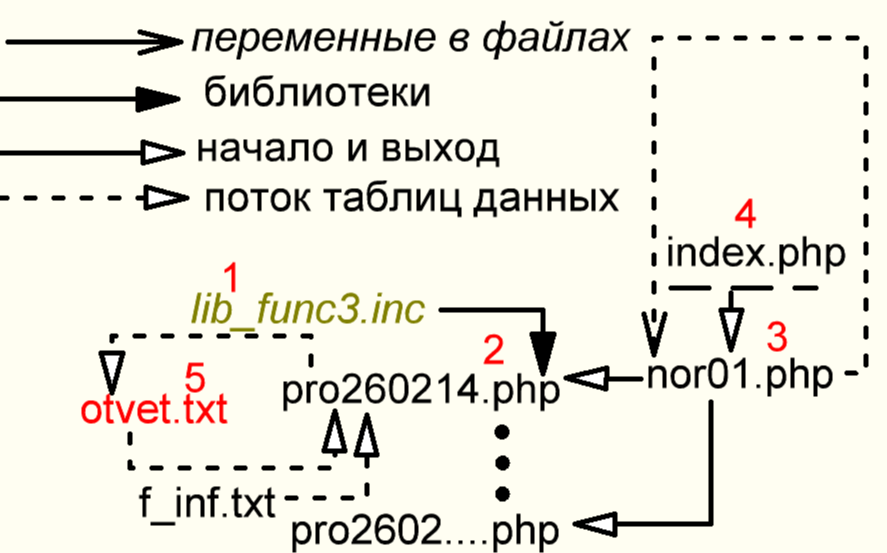 переменные в файлах
библиотеки
начало и выход
поток таблиц данных
4
index.php
1
lib_func3.inc
2
3
5
pro260214.php
nor01.php
otvet.txt
f_inf.txt
pro2602....php